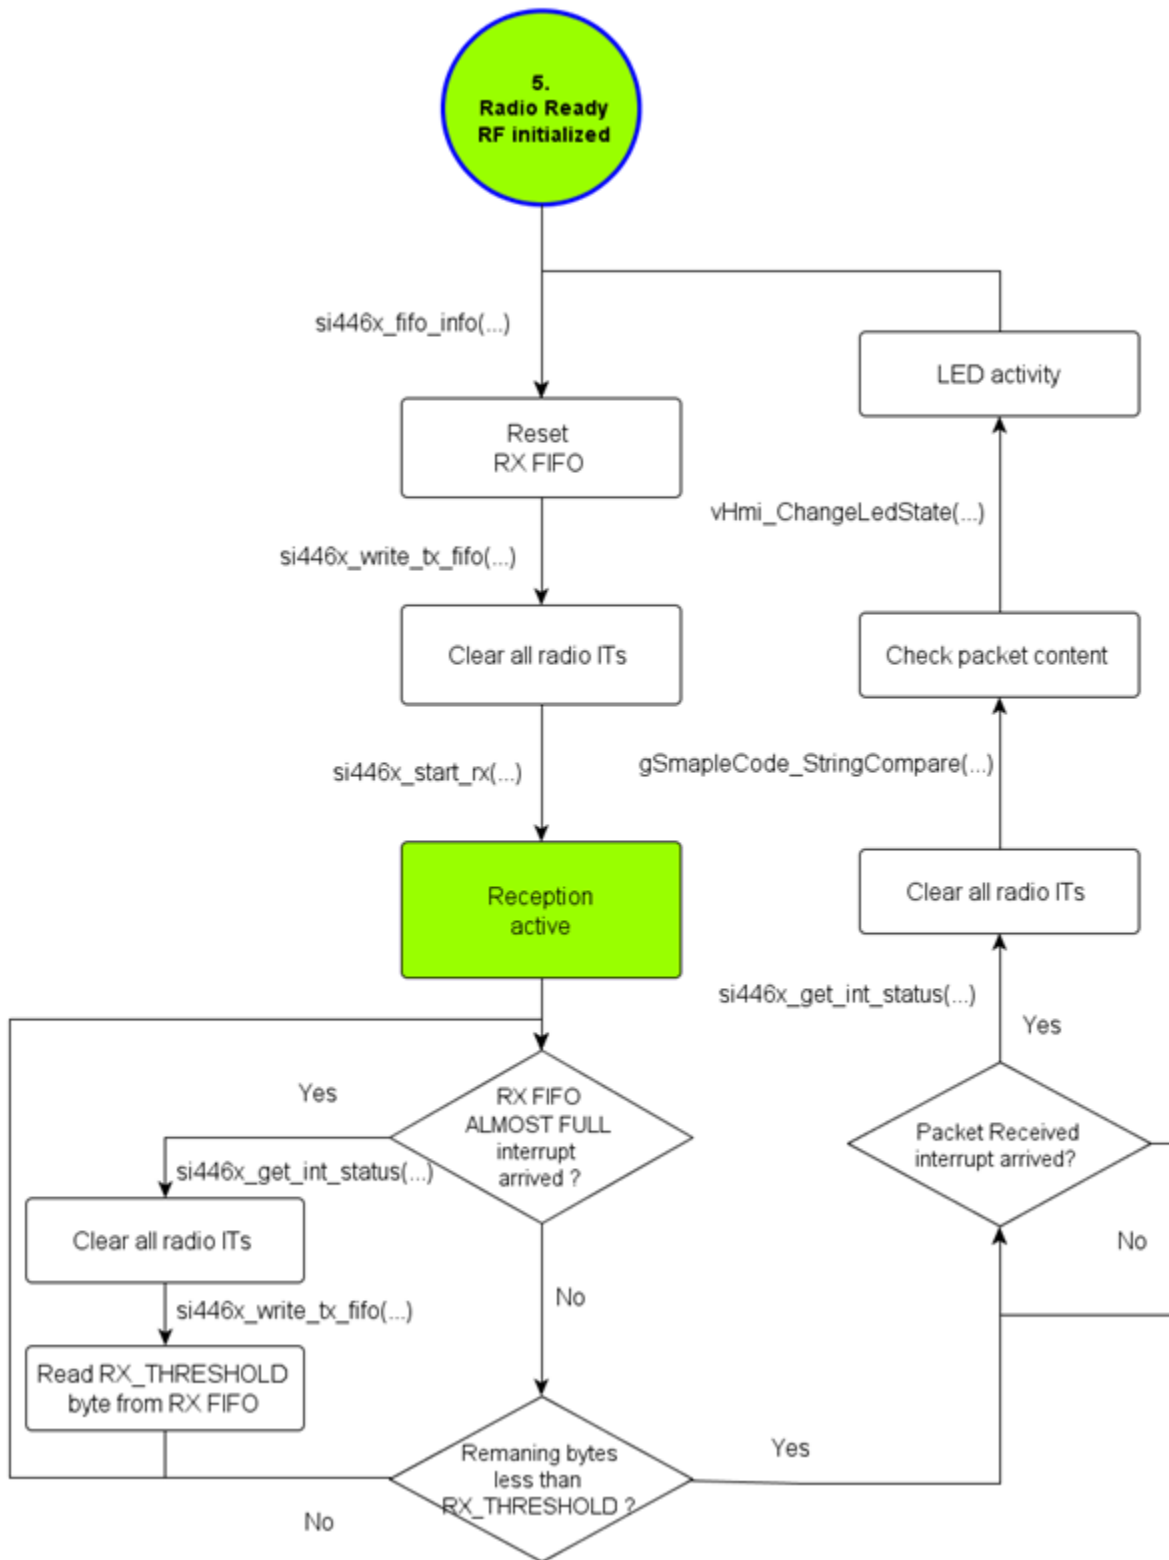 5.
Radio Ready
RF initialized
si446x_fifo_info(...)
LED activity
Reset
RX FIFO
vHmi_ChangeLedState(...)
si446x_write_tx_fifo(...)
Clear all radio ITs
Check packet content
si446x_start_rx(...)
gSmapleCode_StringCompare(...)
Reception
active
Clear all radio ITs
si446x_get_int_status(...)
Yes
Yes
RX FIFO
ALMOST FULL
interrupt
arrived ?
Packet Received
interrupt arrived?
si446x_get_int_status(...)
Clear all radio ITs
No
No
si446x_write_tx_fifo(...)
Read RX_THRESHOLD
byte from RX FIFO
Remaning bytes
less than
RX_THRESHOLD ?
Yes
No